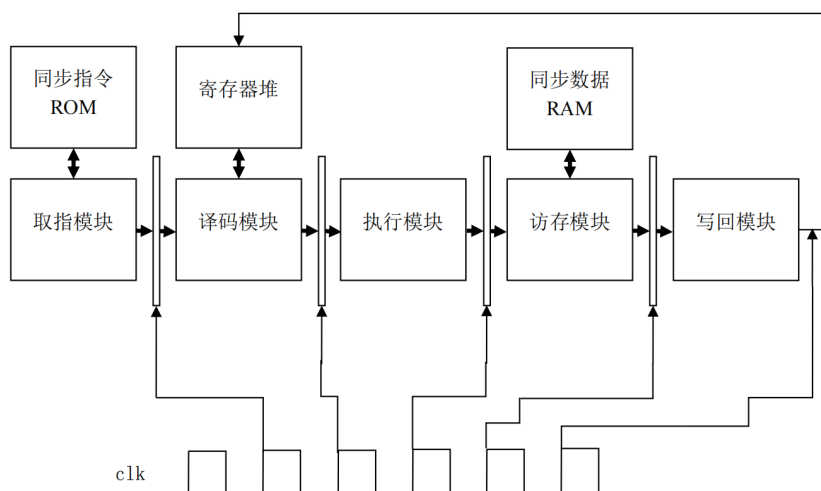 同步指令
ROM
寄存器堆
同步数据
RAM
取指模块
译码模块
执行模块
访存模块
写回模块
clk